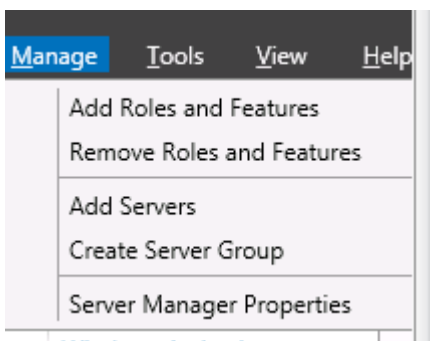 Manage Tools View Help
Add Roles and Features
Remove Roles and Features
Add Servers
Create Server Group
Server Manager Properties